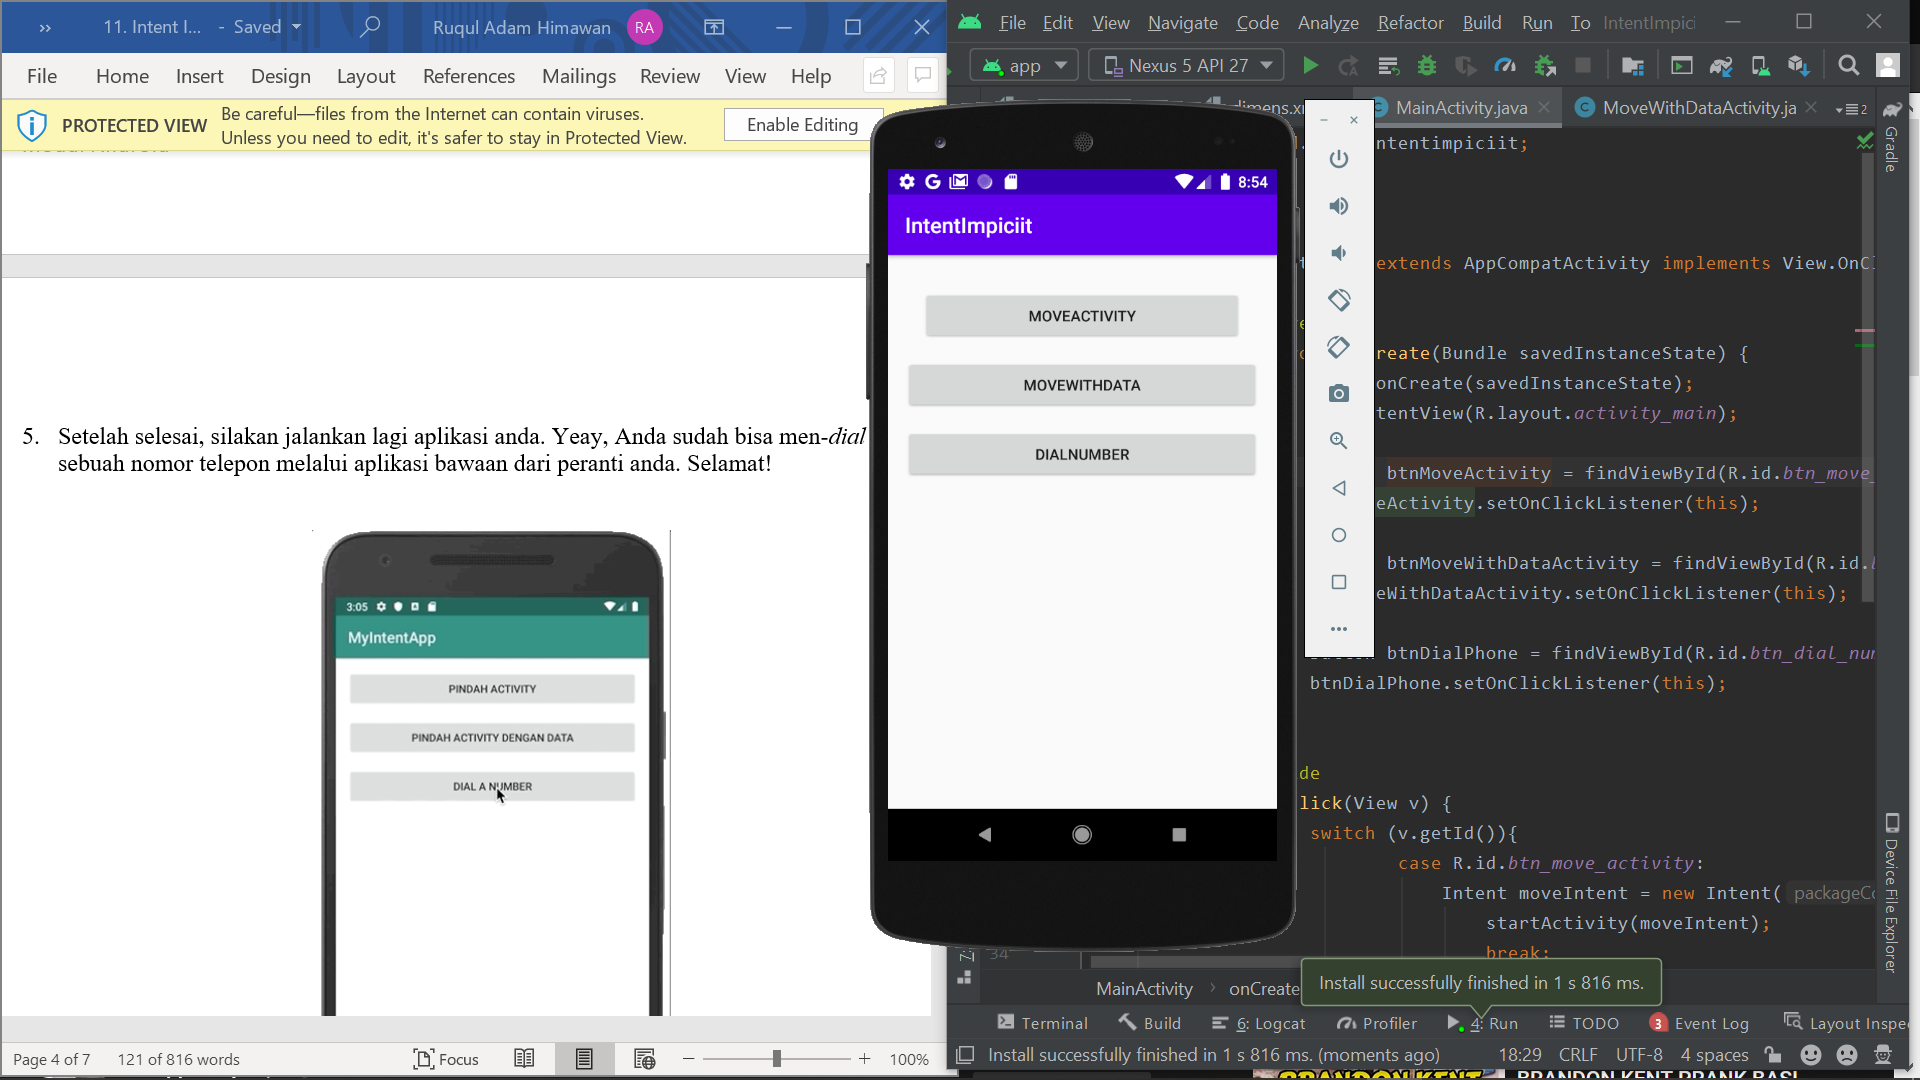 11. Intent I... - Saved
Ruqul Adam Himawan RA
File Home Insert Design Layout References Mailings Review View Help
PROTECTED VIEW
Be careful—files from the Internet can contain viruses.
Unless you need to edit, it's safer to stay in Protected View.
Enable Editing
5. Setelah selesai, silakan jalankan lagi aplikasi anda. Yeay, Anda sudah bisa men-dial
sebuah nomor telepon melalui aplikasi bawaan dari peranti anda. Selamat!
3:05
MyIntentApp
PINDAH ACTIVITY
PINDAH ACTIVITY DENGAN DATA
DIAL A NUMBER
Page 4 of 7 121 of 816 words Focus 100%
8:54
IntentImpiciit
MOVEACTIVITY
MOVEWITHDATA
DIALNUMBER
File Edit View Navigate Code Analyze Refactor Build Run To IntentImpici
app Nexus 5 API 27
dimens.x MainActivity.java MoveWithDataActivity.ja 2
Gradle
ntentimpiciit;
extends AppCompatActivity implements View.OnC
reate(Bundle savedInstanceState) {
onCreate(savedInstanceState);
tentView(R.layout.activity_main);
btnMoveActivity = findViewById(R.id.btn_move_
eActivity.setOnClickListener(this);
btnMoveWithDataActivity = findViewById(R.id.
eWithDataActivity.setOnClickListener(this);
btnDialPhone = findViewById(R.id.btn_dial_nu
btnDialPhone.setOnClickListener(this);
de
lick(View v) {
switch (v.getId()){
case R.id.btn_move_activity:
Intent moveIntent = new Intent( packageCo
startActivity(moveIntent);
break;
34
Device File Explorer
MainActivity > onCreate
Install successfully finished in 1 s 816 ms.
Terminal Build 6: Logcat Profiler 4: Run TODO 3 Event Log Layout Inspe
Install successfully finished in 1 s 816 ms. (moments ago) 18:29 CRLF UTF-8 4 spaces
BRANDON KENT PRANK BASI